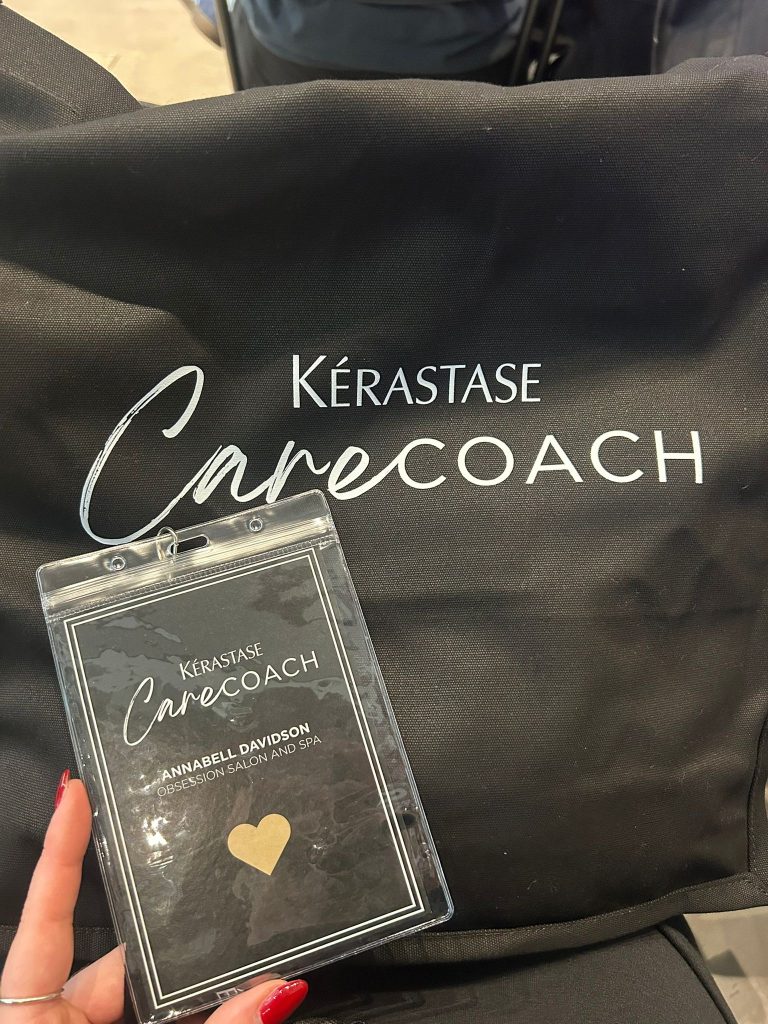 KÉRASTASE
CareCOACH
KÉRASTASE
CareCOACH
ANNABELL DAVIDSON
OBSESSION SALON AND SPA